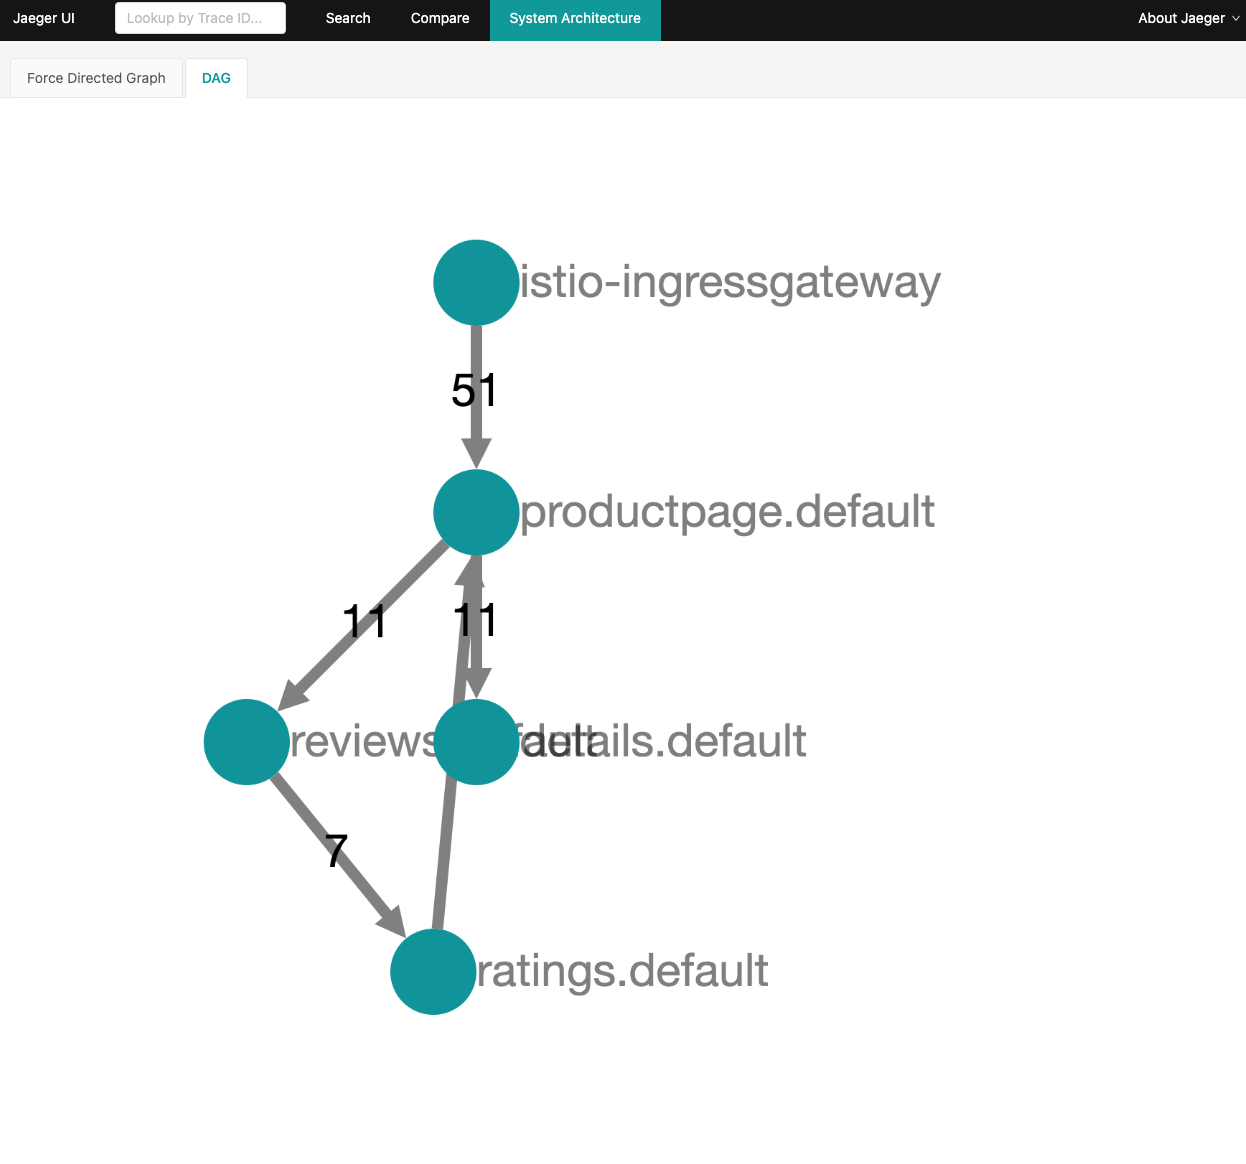 Jaeger UI
Lookup by Trace ID...
Search
Compare
System Architecture
About Jaeger
Force Directed Graph
DAG
istio-ingressgateway
51
productpage.default
11
11
reviews
details.default
7
ratings.default